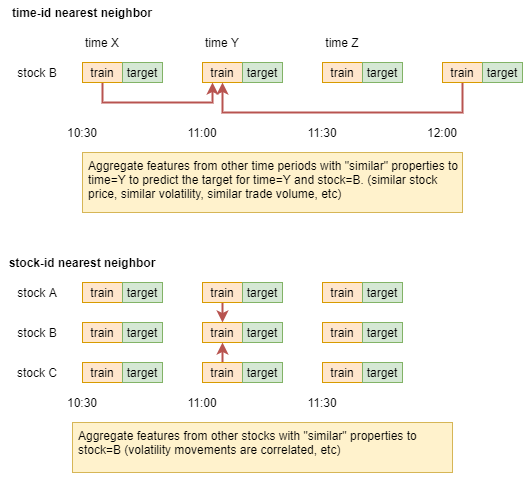 time-id nearest neighbor
time X time Y time Z
stock B train target train target train target train target
10:30 11:00 11:30 12:00
Aggregate features from other time periods with "similar" properties to
time=Y to predict the target for time=Y and stock=B. (similar stock
price, similar volatility, similar trade volume, etc)
stock-id nearest neighbor
stock A train target train target train target
stock B train target train target train target
stock C train target train target train target
10:30 11:00 11:30
Aggregate features from other stocks with "similar" properties to
stock=B (volatility movements are correlated, etc)